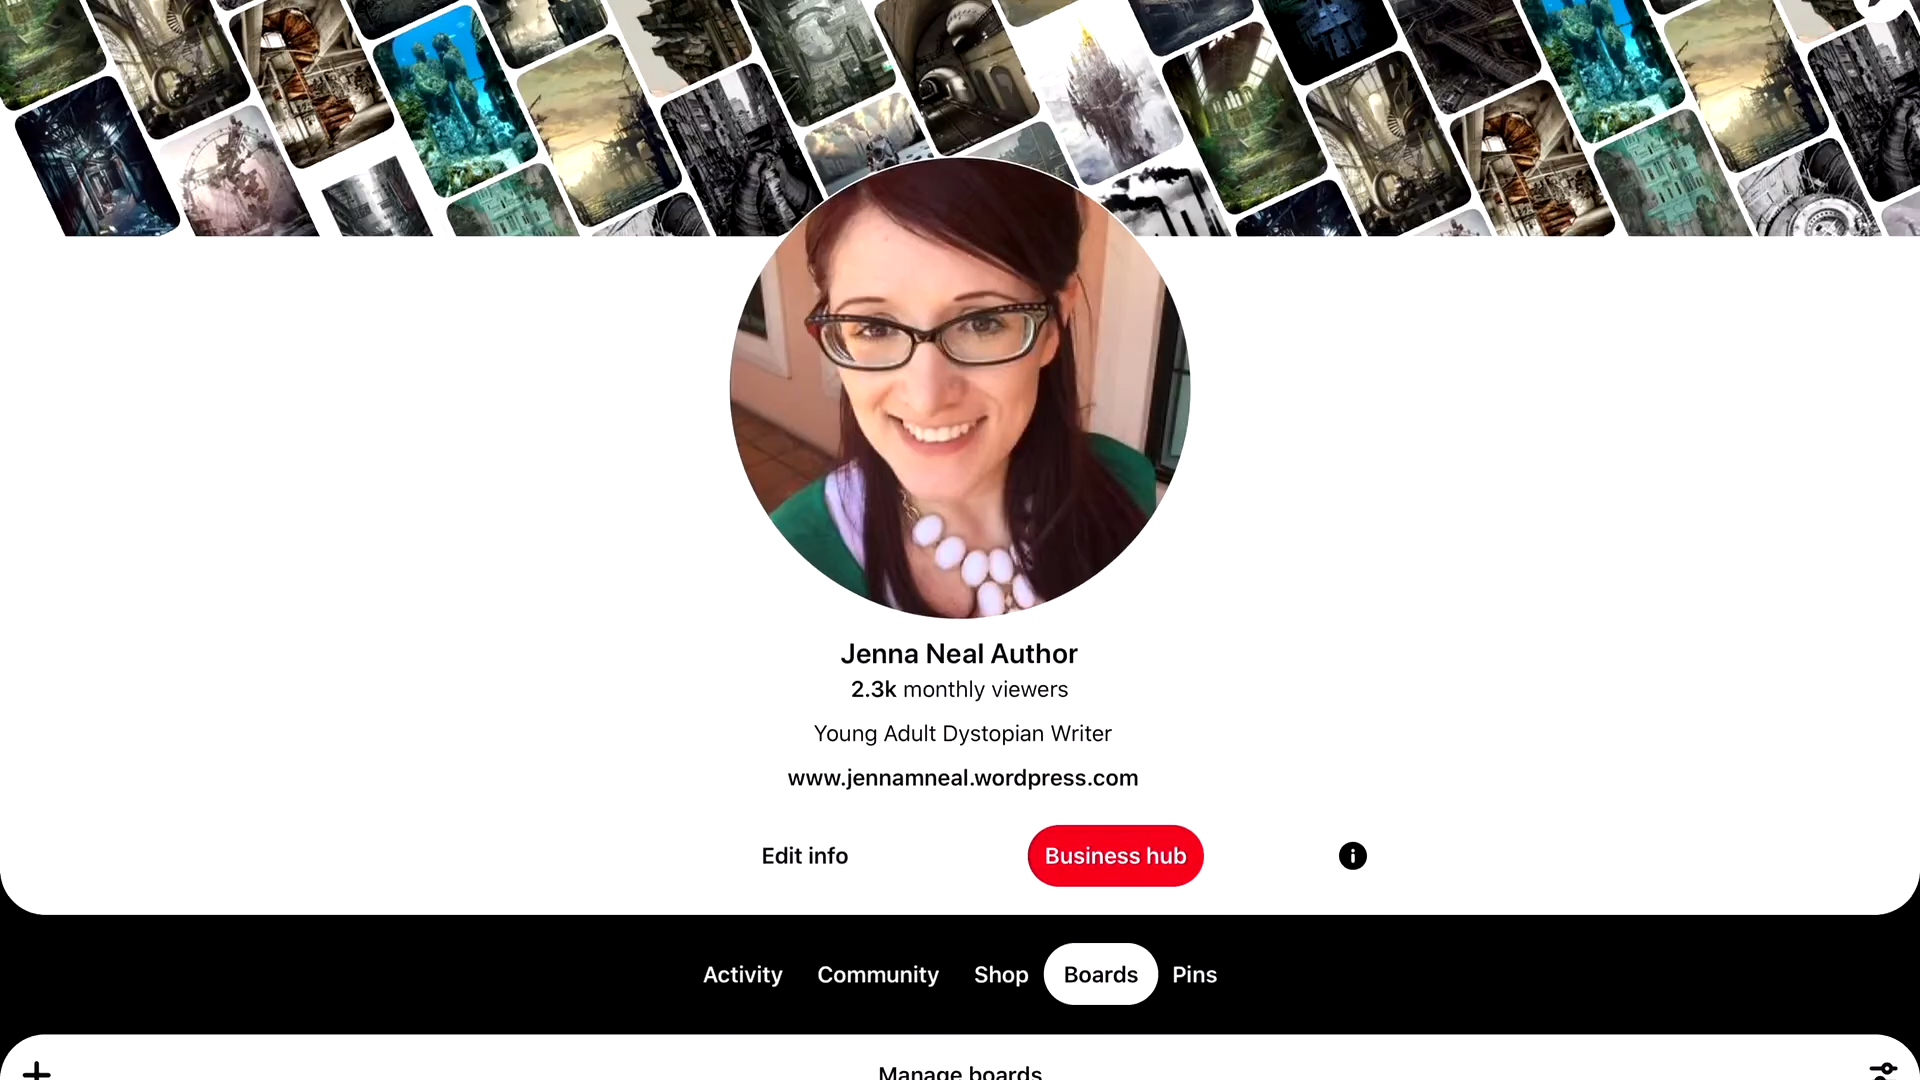 Jenna Neal Author
2.3k monthly viewers
Young Adult Dystopian Writer
www.jennamneal.wordpress.com
Edit info
Business hub
Activity
Community
Shop
Boards
Pins
Manage boards